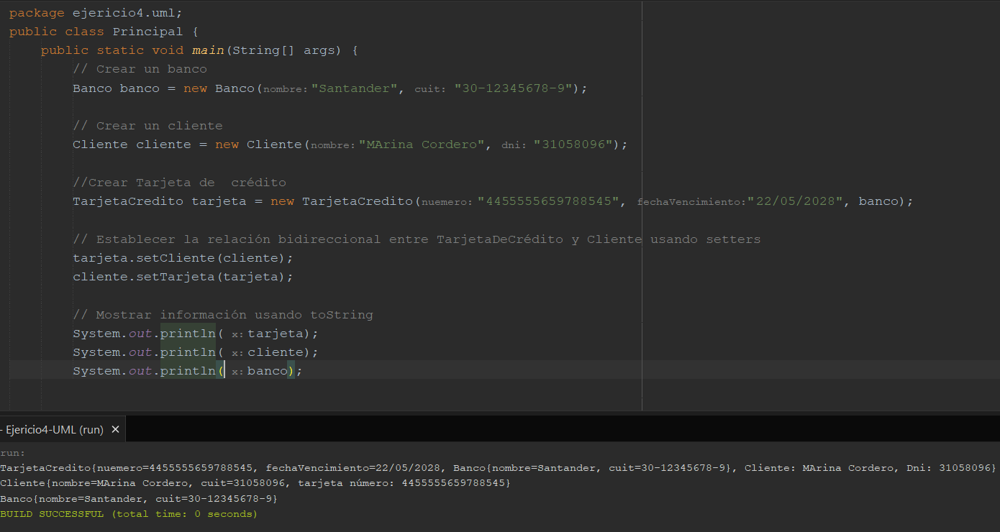 package ejericio4.uml;
public class Principal {
public static void main(String[] args) {
// Crear un banco
Banco banco = new Banco(nombre: "Santander", cuit: "30-12345678-9");
// Crear un cliente
Cliente cliente = new Cliente(nombre: "MArina Cordero", dni: "31058096");
//Crear Tarjeta de  crédito
TarjetaCredito tarjeta = new TarjetaCredito(nuemero: "4455555659788545", fechaVencimiento: "22/05/2028", banco);
// Establecer la relación bidireccional entre TarjetaDeCrédito y Cliente usando setters
tarjeta.setCliente(cliente);
cliente.setTarjeta(tarjeta);
// Mostrar información usando toString
System.out.println( x: tarjeta);
System.out.println( x: cliente);
System.out.println( x: banco);
- Ejericio4-UML (run) ×
run:
TarjetaCredito{nuemero=4455555659788545, fechaVencimiento=22/05/2028, Banco{nombre=Santander, cuit=30-12345678-9}, Cliente: MArina Cordero, Dni: 31058096}
Cliente{nombre=MArina Cordero, cuit=31058096, tarjeta número: 4455555659788545}
Banco{nombre=Santander, cuit=30-12345678-9}
BUILD SUCCESSFUL (total time: 0 seconds)